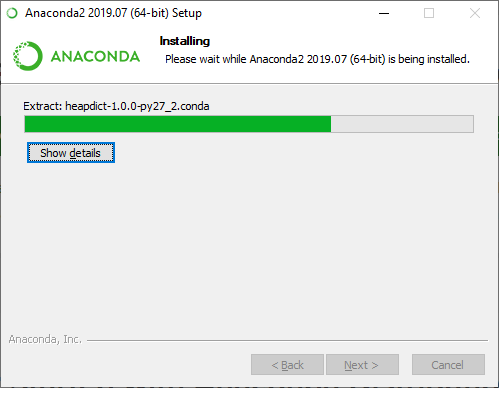 Anaconda2 2019.07 (64-bit) Setup
Installing
Please wait while Anaconda2 2019.07 (64-bit) is being installed.
ANACONDA
Extract: heapdict-1.0.0-py27_2.conda
Show details
Anaconda, Inc.
< Back
Next >
Cancel